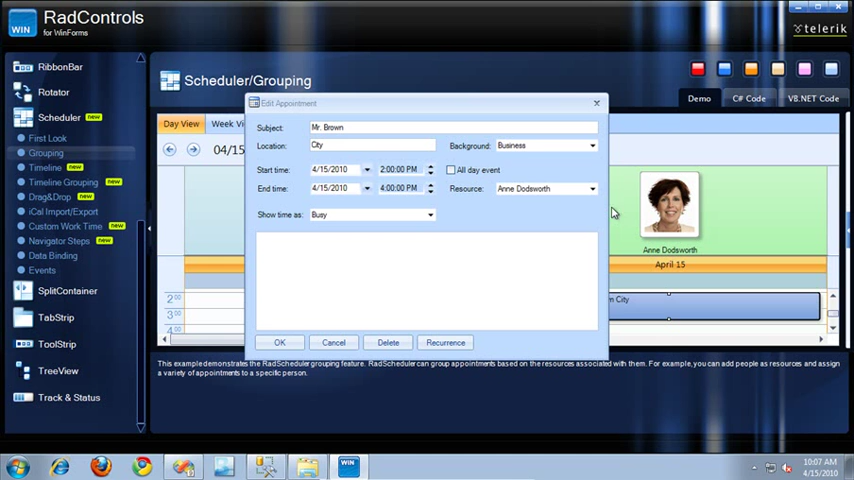 WIN
RadControls
for WinForms
telerik
RibbonBar
Rotator
Scheduler new
First Look
Grouping
Timeline new
Timeline Grouping new
Drag&Drop new
iCal Import/Export
Custom Work Time new
Navigator Steps new
Data Binding
Events
SplitContainer
TabStrip
ToolStrip
TreeView
Track & Status
Scheduler/Grouping
Demo
C# Code
VB.NET Code
Day View
Week Vi
04/15
Edit Appointment
Subject: Mr. Brown
Location: City
Background: Business
Start time: 4/15/2010 2:00:00 PM
All day event
End time: 4/15/2010 4:00:00 PM
Resource: Anne Dodsworth
Show time as: Busy
OK
Cancel
Delete
Recurrence
Anne Dodsworth
April 15
2 00
3 00
4 00
City
This example demonstrates the RadScheduler grouping feature. RadScheduler can group appointments based on the resources associated with them. For example, you can add people as resources and assign
a variety of appointments to a specific person.
WIN
10:07 AM
4/15/2010